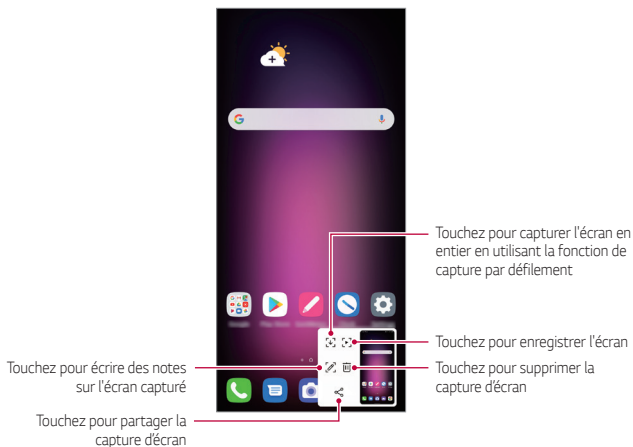 Touchez pour capturer l'écran en
entier en utilisant la fonction de
capture par défilement
Touchez pour enregistrer l'écran
Touchez pour écrire des notes
sur l'écran capturé
Touchez pour supprimer la
capture d'écran
Touchez pour partager la
capture d'écran